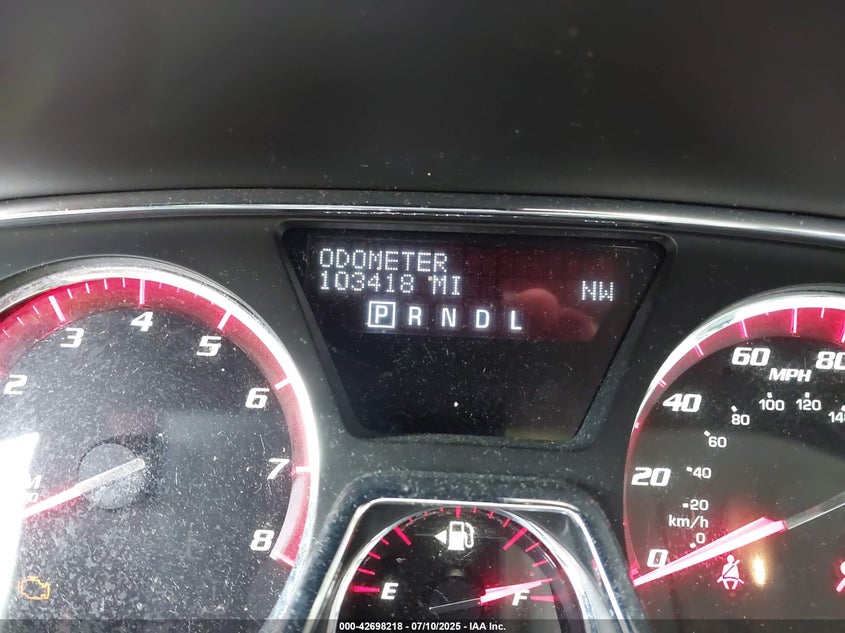 ODOMETER
103418 MI
NW
P R N D L
2 3 4 5 6 7 8
0 20 40 60 80
MPH
0 20 40 60 80 100 120
km/h
E F
000-42698218 - 07/10/2025 - IAA Inc.